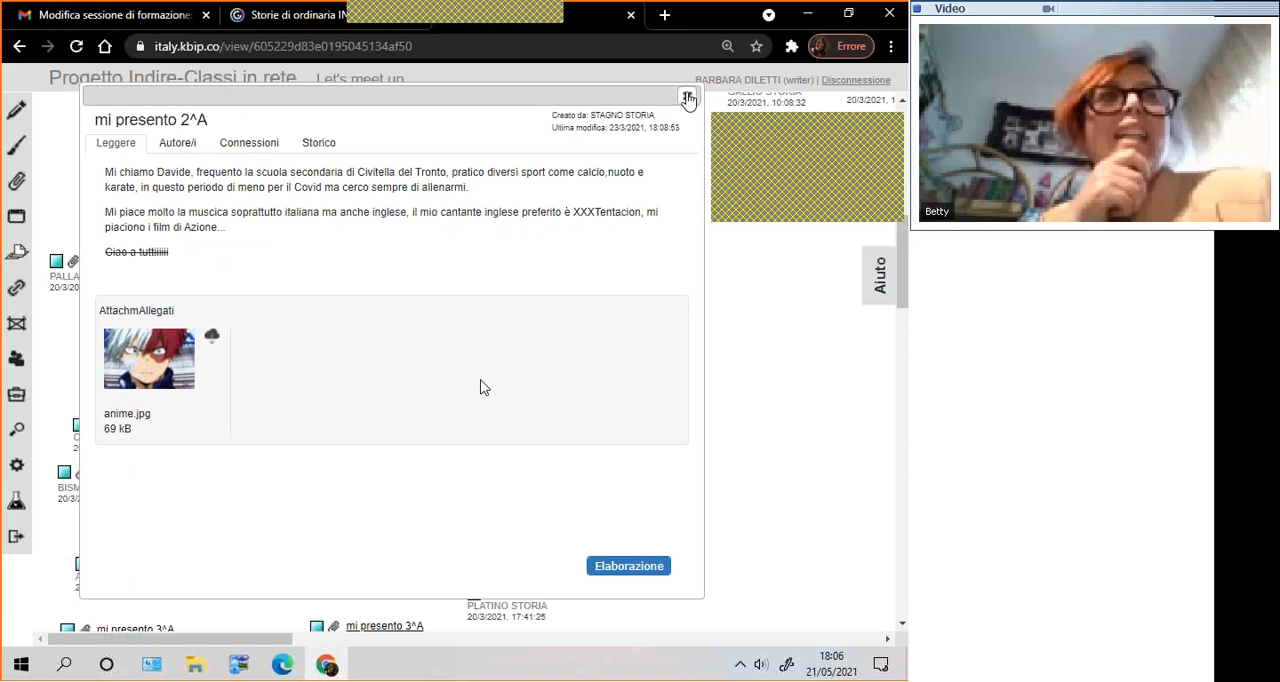 Modifica sessione di formazione
Storie di ordinaria IN
italy.kbip.co/view/605229d83e0195045134af50
Errore
Progetto Indire-Classi in rete
Let's meet up
BARBARA DILETTI (writer) | Disconnessione
20/3/2021, 10:08:32
20/3/2021, 1
mi presento 2^A
Creato da: STAGNO STORIA
Ultima modifica: 23/3/2021, 18:08:53
Leggere
Autore/i
Connessioni
Storico
Mi chiamo Davide, frequento la scuola secondaria di Civitella del Tronto, pratico diversi sport come calcio,nuoto e
karate, in questo periodo di meno per il Covid ma cerco sempre di allenarmi.
Mi piace molto la muscica soprattutto italiana ma anche inglese, il mio cantante inglese preferito è XXXTentacion, mi
piaciono i film di Azione...
Ciao a tuttiiiiii
AttachmAllegati
anime.jpg
69 kB
Elaborazione
PALLA
20/3/20
BISM
20/3/2
PLATINO STORIA
20/3/2021, 17:41:25
mi presento 3^A
mi presento 3^A
Aiuto
18:06
21/05/2021
Video
Betty